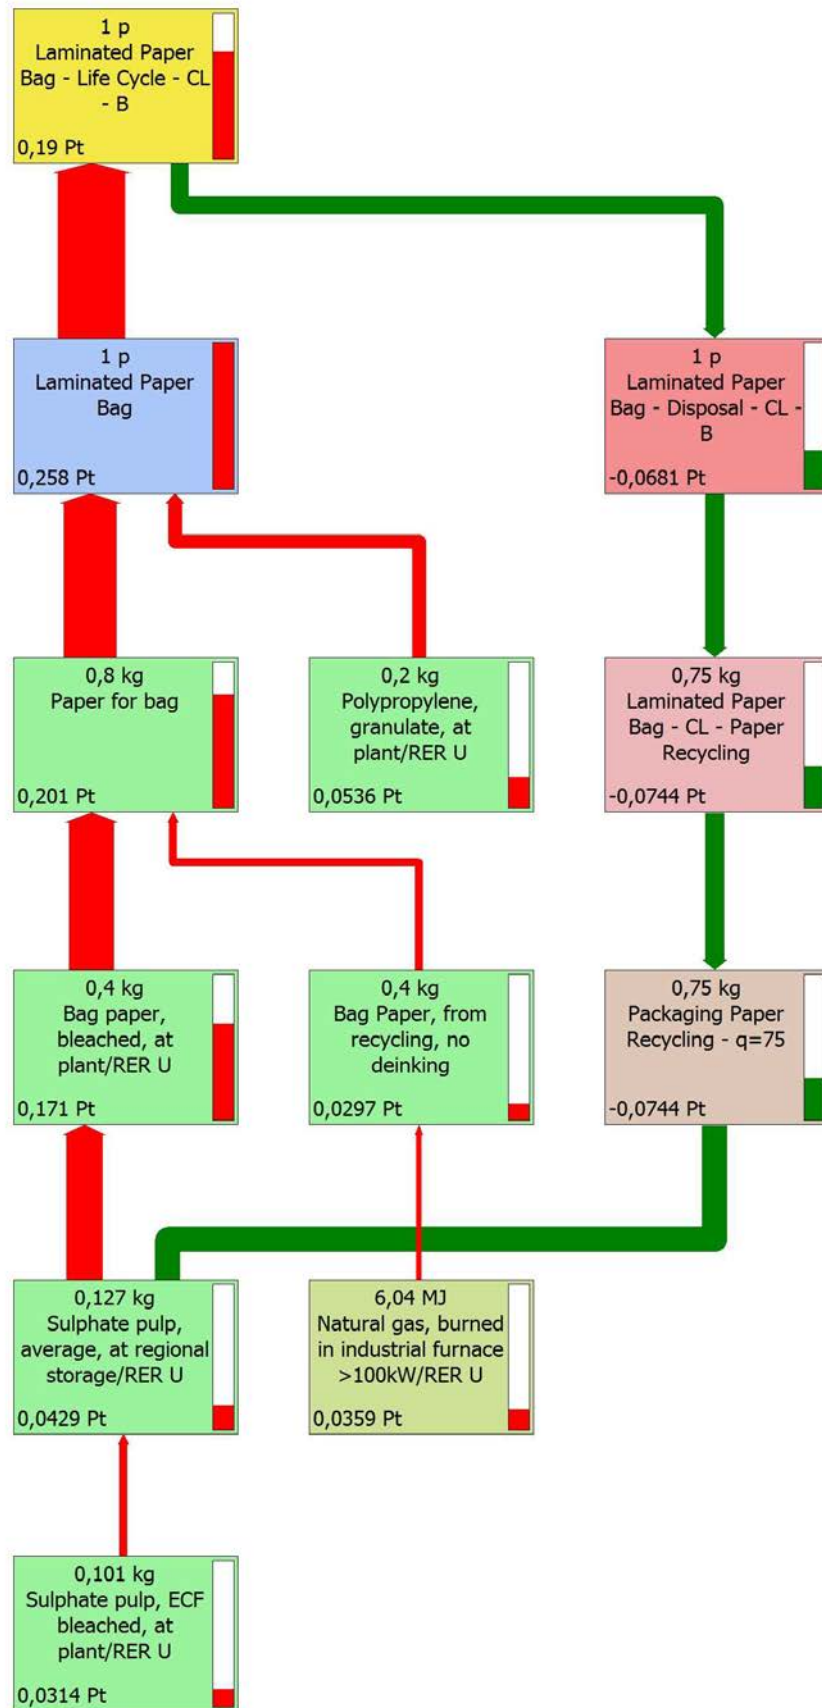 1 p
Laminated Paper
Bag - Life Cycle - CL
- B
0,19 Pt
1 p
Laminated Paper
Bag
0,258 Pt
1 p
Laminated Paper
Bag - Disposal - CL -
B
-0,0681 Pt
0,8 kg
Paper for bag
0,201 Pt
0,2 kg
Polypropylene,
granulate, at
plant/RER U
0,0536 Pt
0,75 kg
Laminated Paper
Bag - CL - Paper
Recycling
-0,0744 Pt
0,4 kg
Bag paper,
bleached, at
plant/RER U
0,171 Pt
0,4 kg
Bag Paper, from
recycling, no
deinking
0,0297 Pt
0,75 kg
Packaging Paper
Recycling - q=75
-0,0744 Pt
0,127 kg
Sulphate pulp,
average, at regional
storage/RER U
0,0429 Pt
6,04 MJ
Natural gas, burned
in industrial furnace
>100kW/RER U
0,0359 Pt
0,101 kg
Sulphate pulp, ECF
bleached, at
plant/RER U
0,0314 Pt